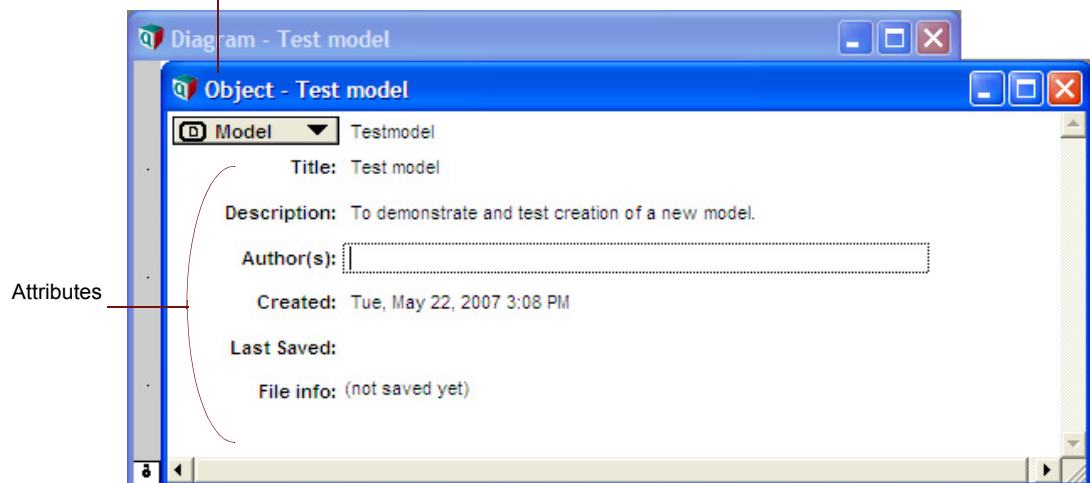 Diagram - Test model
Object - Test model
Model Testmodel
Title: Test model
Description: To demonstrate and test creation of a new model.
Author(s):
Attributes
Created: Tue, May 22, 2007 3:08 PM
Last Saved:
File info: (not saved yet)